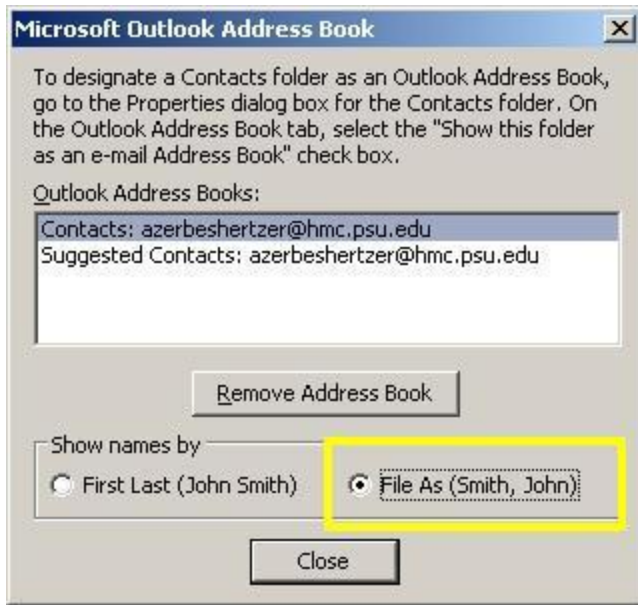 Microsoft Outlook Address Book
To designate a Contacts folder as an Outlook Address Book,
go to the Properties dialog box for the Contacts folder. On
the Outlook Address Book tab, select the "Show this folder
as an e-mail Address Book" check box.
Outlook Address Books:
Contacts: azerbeshertzer@hmc.psu.edu
Suggested Contacts: azerbeshertzer@hmc.psu.edu
Remove Address Book
Show names by
First Last (John Smith) File As (Smith, John)
Close